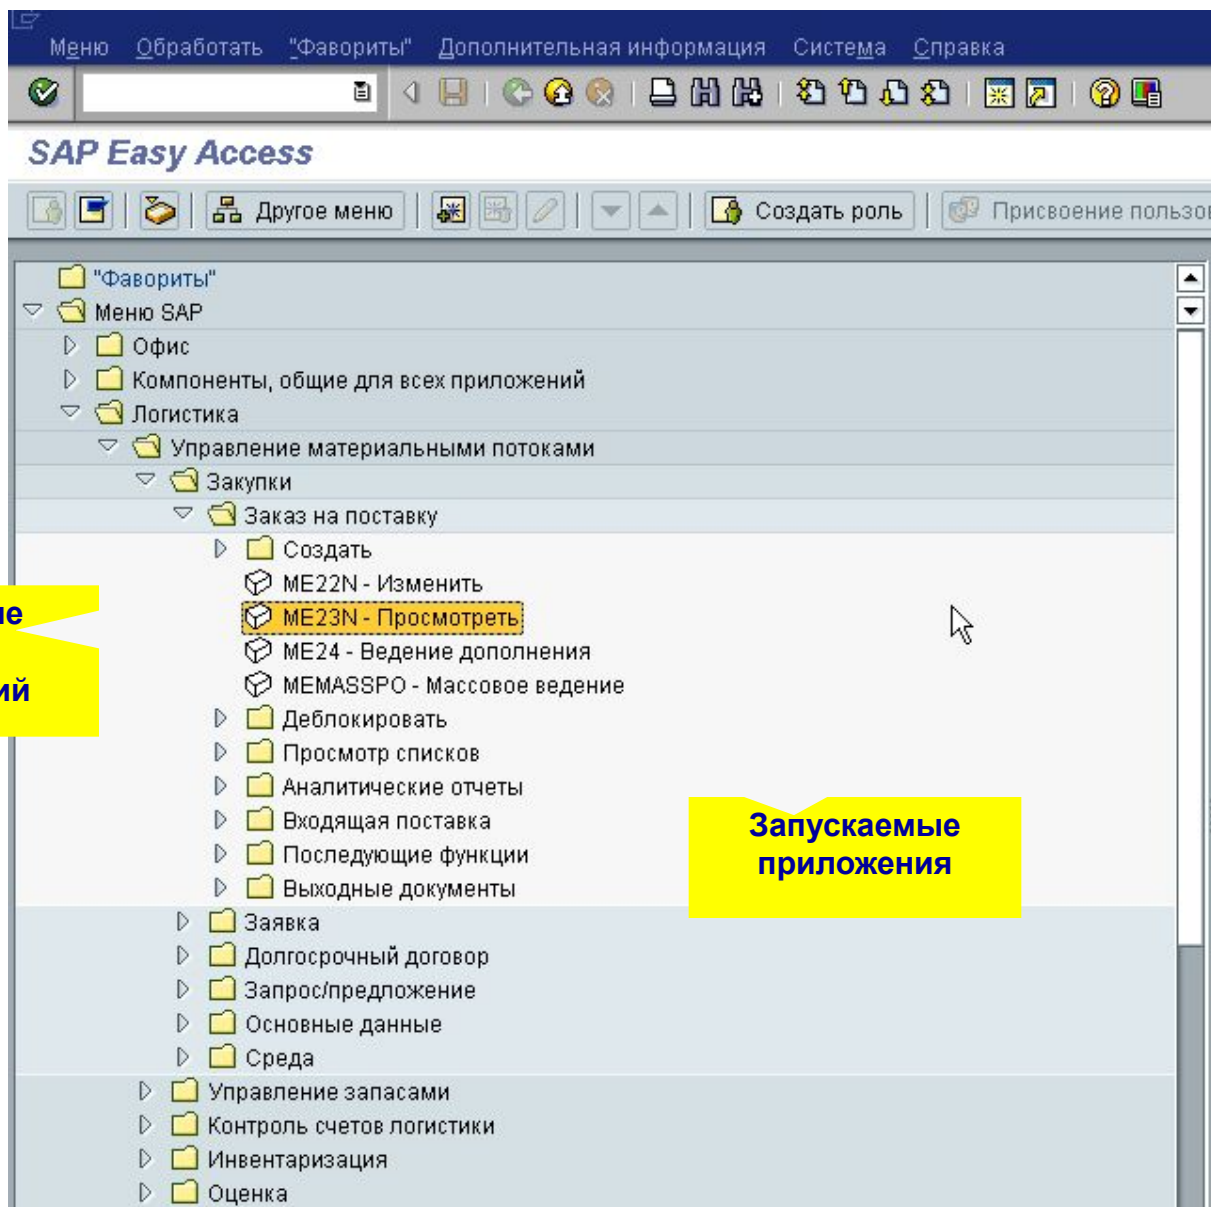 Меню Обработать "Фавориты" Дополнительная информация Система Справка
SAP Easy Access
Другое меню Создать роль Присвоение
"Фавориты"
Меню SAP
Офис
Компоненты, общие для всех приложений
Логистика
Управление материальными потоками
Закупки
Заказ на поставку
Создать
ME22N - Изменить
ME23N - Просмотреть
ME24 - Ведение дополнения
MEMASSPO - Массовое ведение
Деблокировать
Просмотр списков
Аналитические отчеты
Входящая поставка
Запускаемые
приложения
Последующие функции
Выходные документы
Заявка
Долгосрочный договор
Запрос/предложение
Основные данные
Среда
Управление запасами
Контроль счетов логистики
Инвентаризация
Оценка